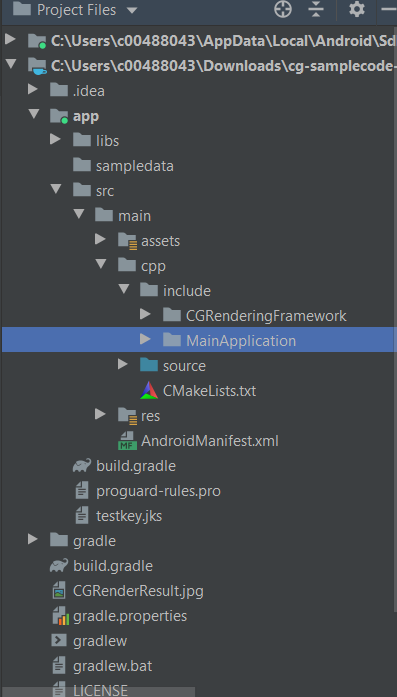 Project Files
C:\Users\c00488043\AppData\Local\Android\Sd
C:\Users\c00488043\Downloads\cg-samplecode-
.idea
app
libs
sampledata
src
main
assets
cpp
include
CGRenderingFramework
MainApplication
source
CMakeLists.txt
res
MF AndroidManifest.xml
build.gradle
proguard-rules.pro
testkey.jks
gradle
build.gradle
CGRenderResult.jpg
gradle.properties
gradlew
gradlew.bat
LICENSE